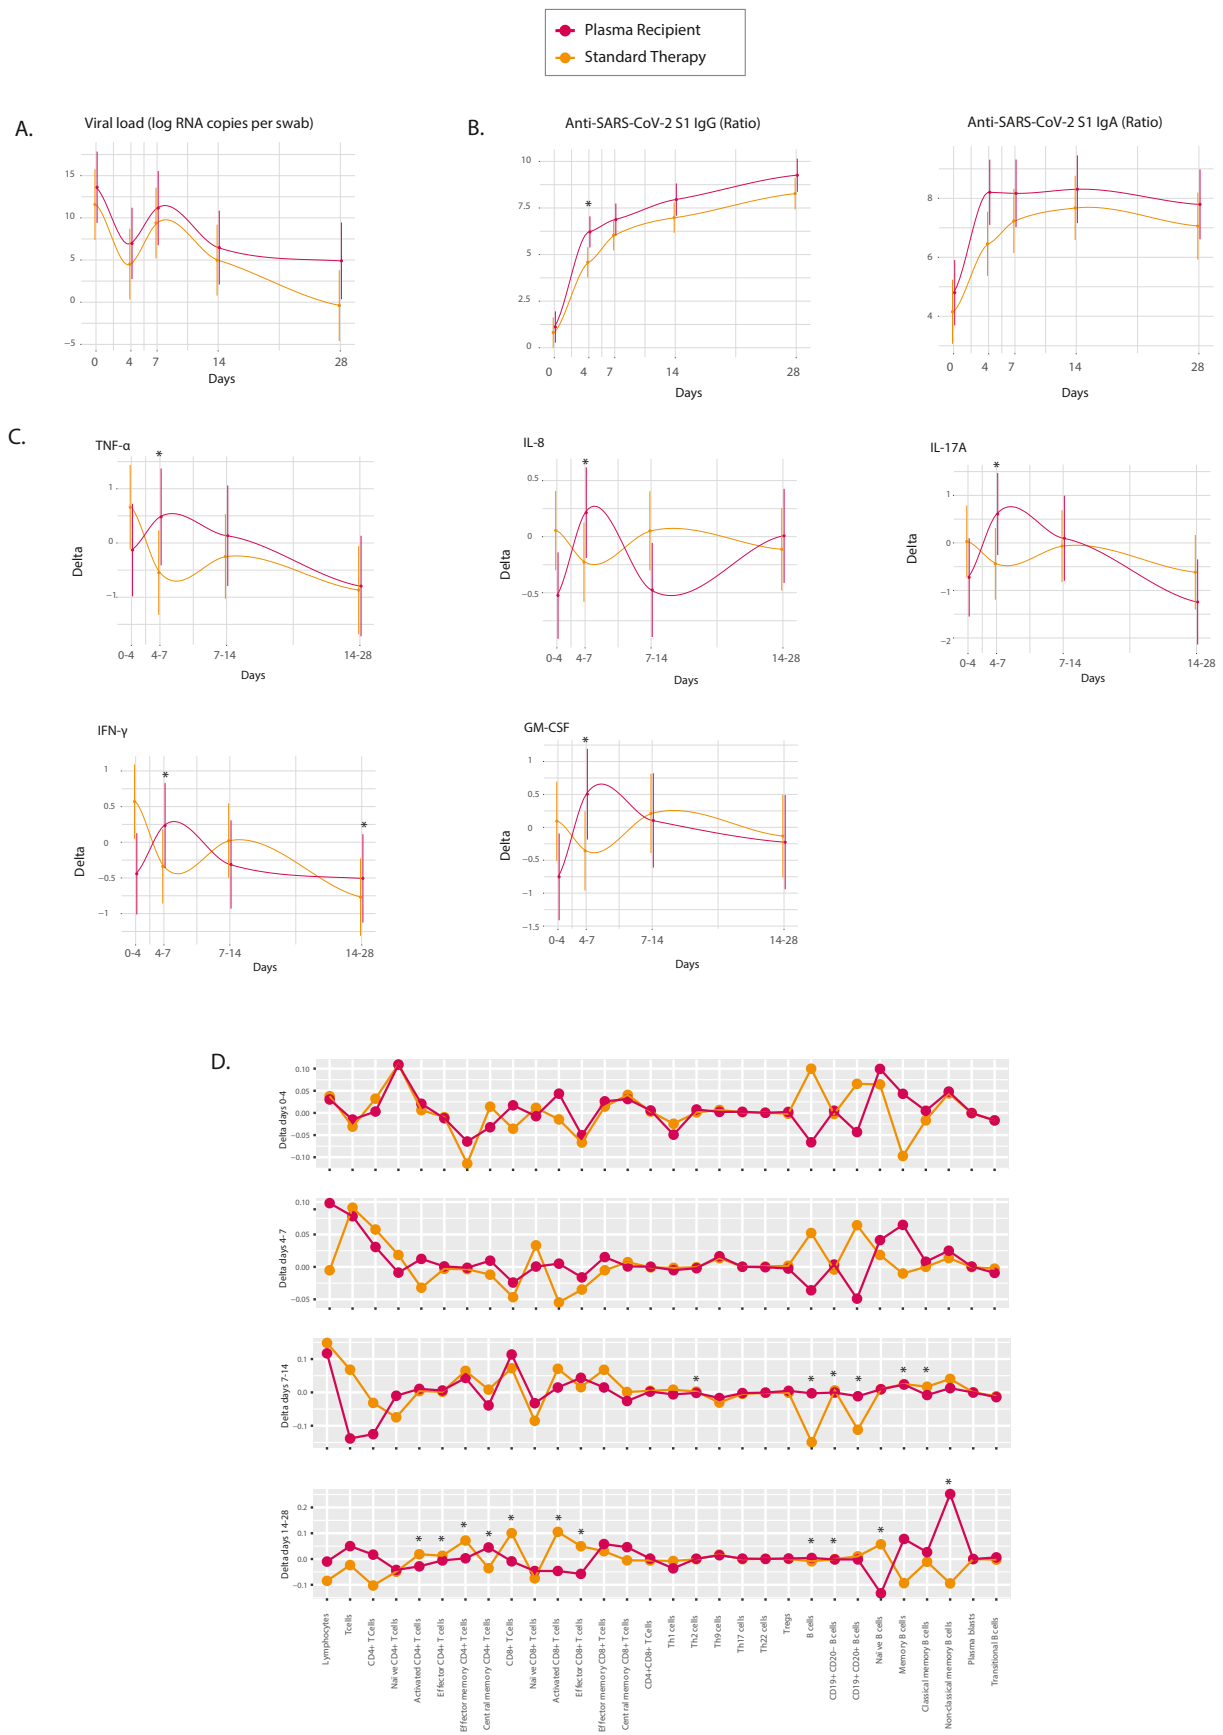 Plasma Recipient
Standard Therapy
A.
Viral load (log RNA copies per swab)
15
10
5
0
−5
0 4 7 14 28
Days
B.
Anti-SARS-CoV-2 S1 IgG (Ratio)
10
*
7.5
5
2.5
0
0 4 7 14 28
Days
Anti-SARS-CoV-2 S1 IgA (Ratio)
8
6
4
0 4 7 14 28
Days
C.
TNF-α
*
1
0
−1
Delta
0-4 4-7 7-14 14-28
Days
IL-8
*
0.5
0
−0.5
Delta
0-4 4-7 7-14 14-28
Days
IL-17A
*
1
0
−1
−2
Delta
0-4 4-7 7-14 14-28
Days
IFN-γ
*
*
1
0.5
0
−0.5
−1
Delta
0-4 4-7 7-14 14-28
Days
GM-CSF
*
1
0.5
0
−0.5
−1
−1.5
Delta
0-4 4-7 7-14 14-28
Days
D.
Delta days 0-4
0.10
0.05
0.00
−0.05
−0.10
Delta days 4-7
0.10
0.05
0.00
−0.05
Delta days 7-14
0.1
0.0
−0.1
* * * * * *
Delta days 14-28
0.2
0.1
0.0
−0.1
* * * * * * * * * * *
Lymphocytes
Tcells
CD4+ T Cells
Naï ve CD4+ T cells
Activated CD4+ T cells
Effector CD4+ T cells
Effector memory CD4+ T cells
Cent ral memory CD4+ T cells
CD8+ T Cells
Naï ve CD8+ T cells
Activated CD8+ T cells
Effector CD8+ T cells
Effector memory CD8+ T cells
Central memory CD8+ T cells
CD4+CD8+ T Cells
Th1 cells
Th2 cells
Th9 cells
Th17 cells
Th22 cells
T regs
B cells
CD19+ CD20− B cells
CD19+ CD20+ B cells
Naï ve B cells
Memory B cells
Classical memory B cells
Non-classical memory B cells
Plasma blasts
Transitional B cells